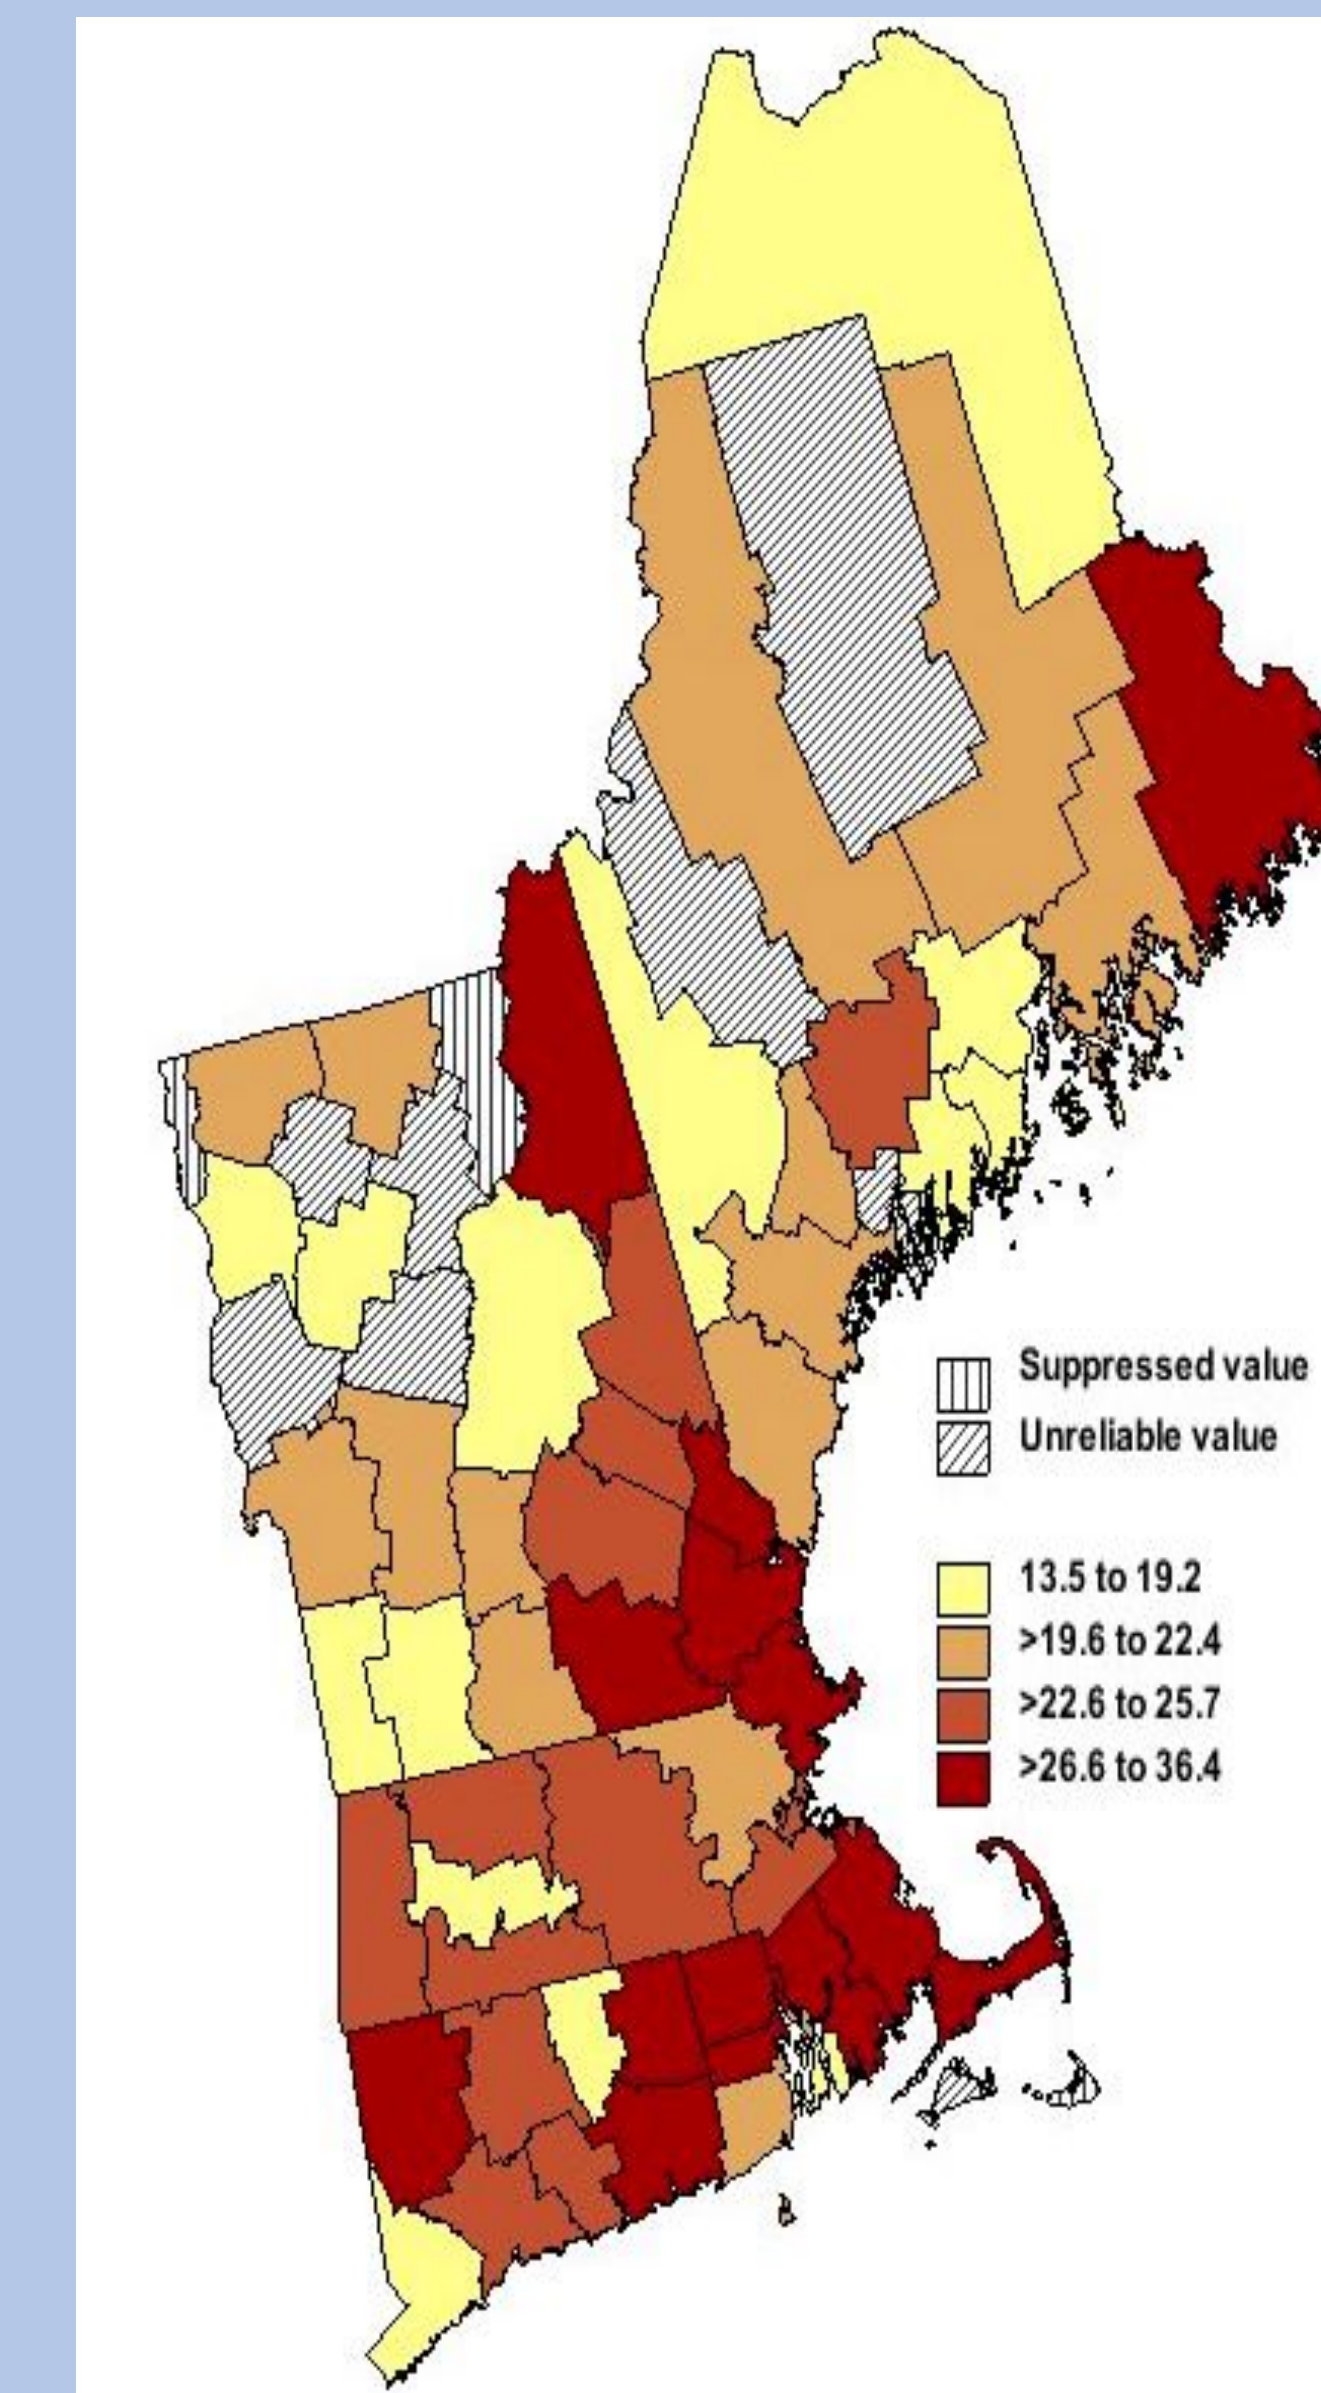 Suppressed value
Unreliable value
13.5 to 19.2
>19.6 to 22.4
>22.6 to 25.7
>26.6 to 36.4